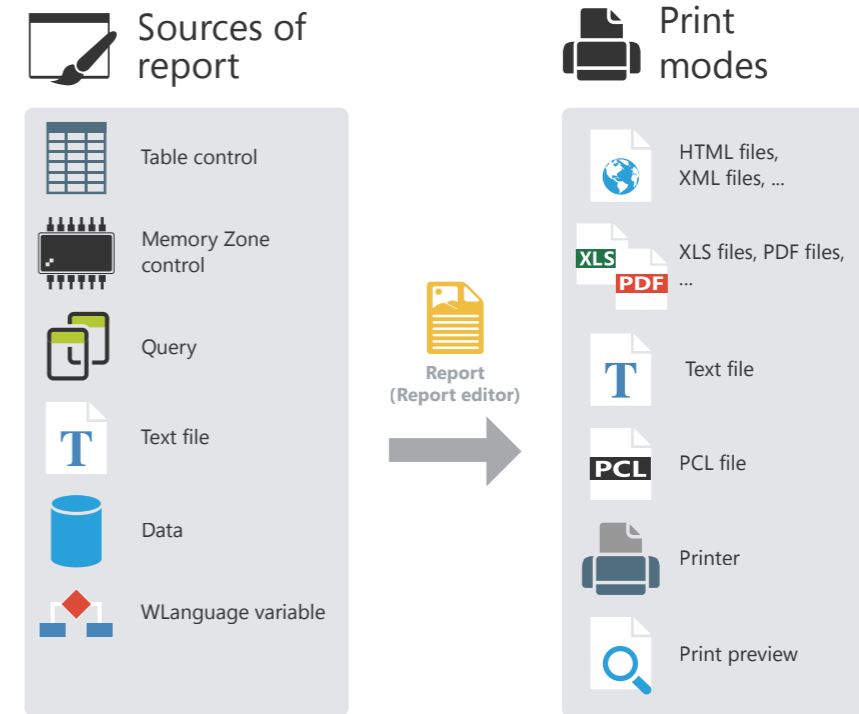 Sources of
report
Table control
Memory Zone
control
Query
T
Text file
Data
WLanguage variable
Report
(Report editor)
Print
modes
HTML files,
XML files, ...
XLS
PDF
XLS files, PDF files,
...
T
Text file
PCL
PCL file
Printer
Print preview